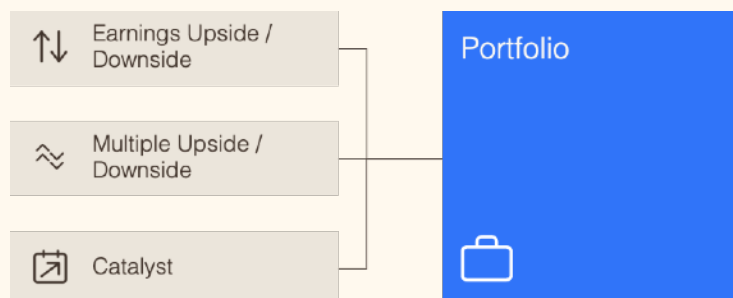 Earnings Upside /
Downside
Multiple Upside /
Downside
Catalyst
Portfolio